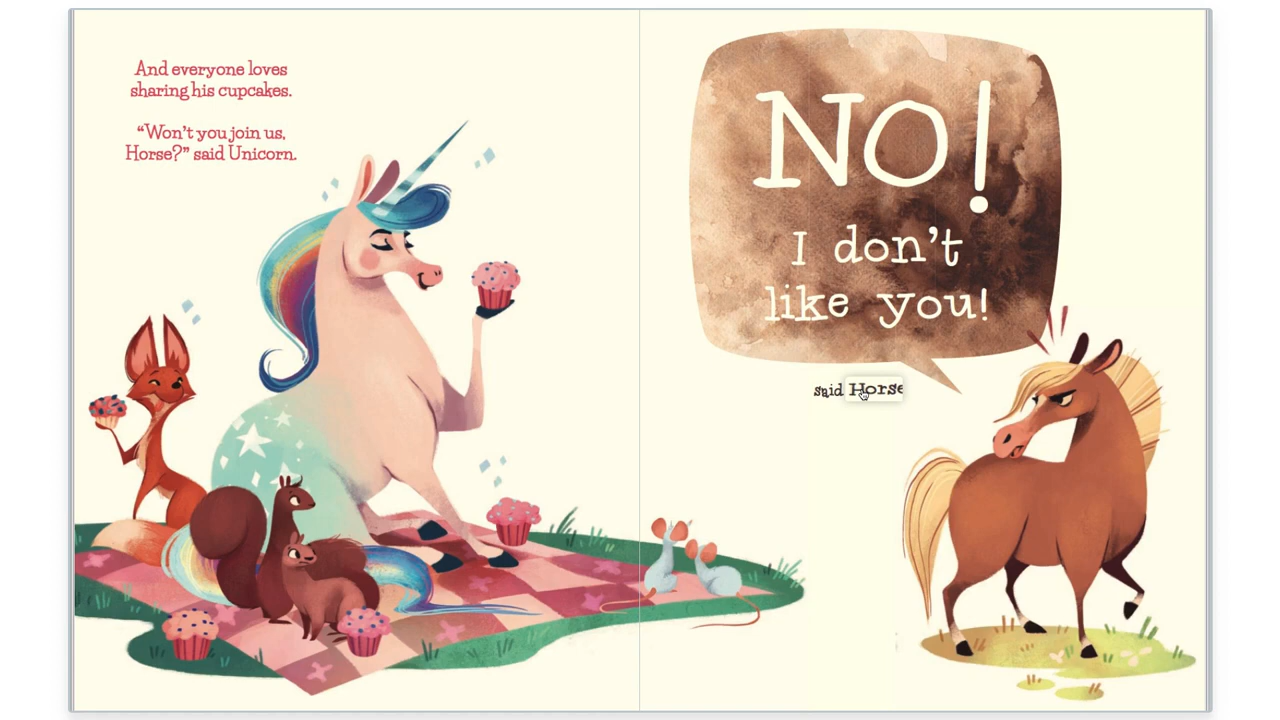 And everyone loves
sharing his cupcakes.
“Won’t you join us,
Horse?” said Unicorn.
NO!
I don’t
like you!
said Horse